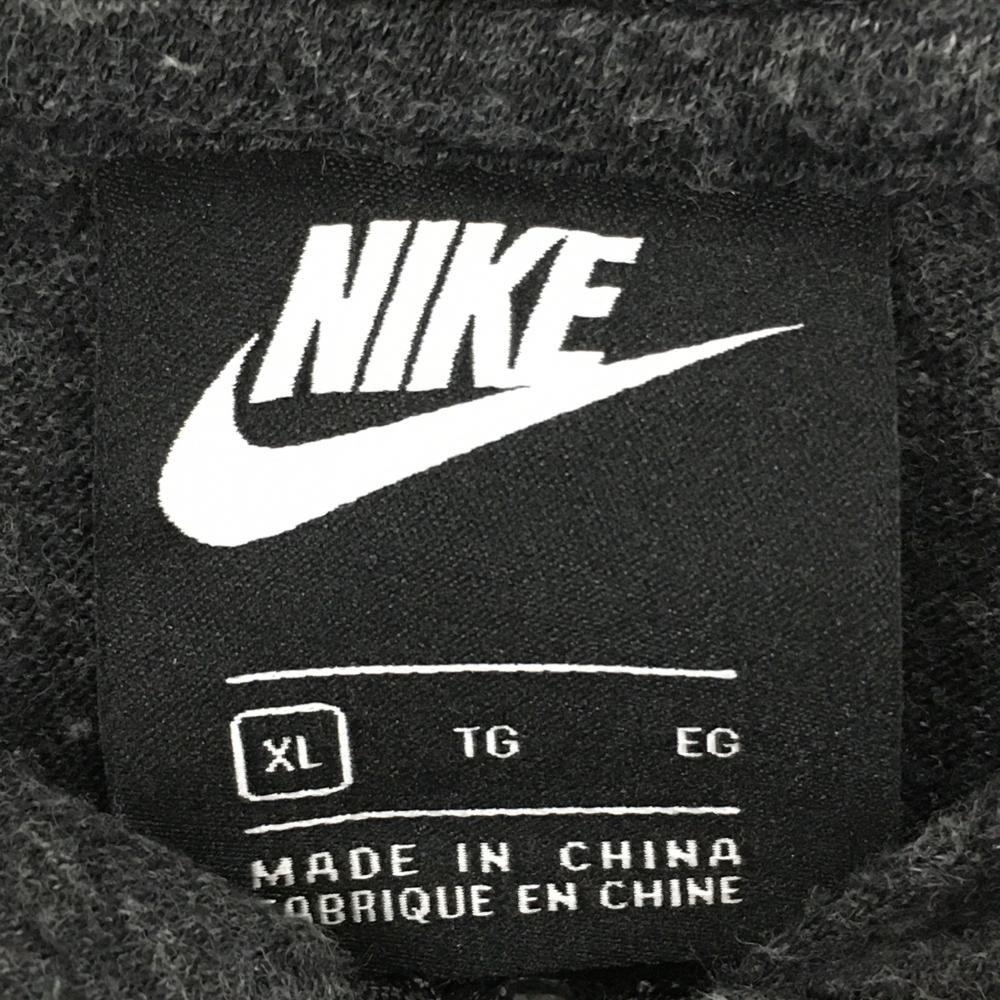 NIKE
XL TG EG
MADE IN CHINA
FABRIQUE EN CHINE